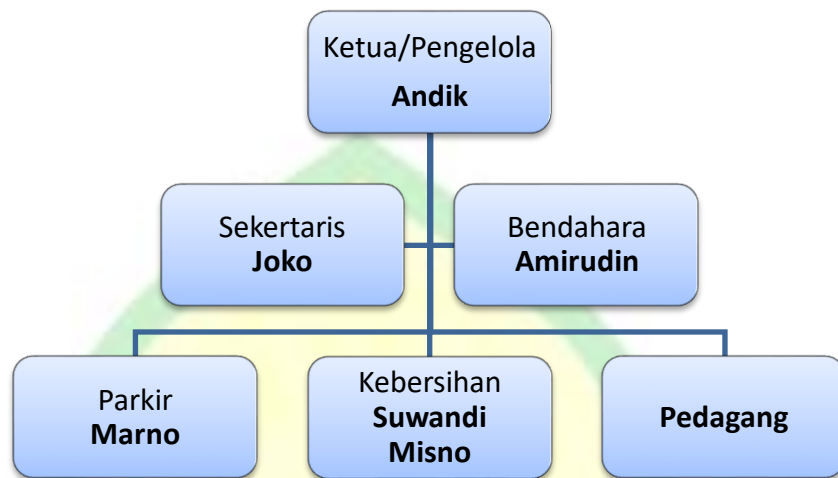 Ketua/Pengelola
Andik
Sekertaris
Joko
Bendahara
Amirudin
Parkir
Marno
Kebersihan
Suwandi
Misno
Pedagang